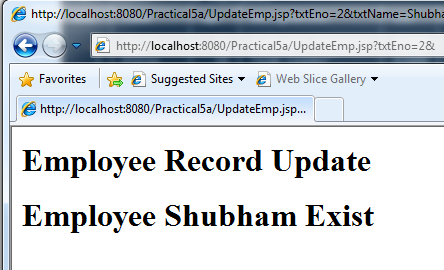 http://localhost:8080/Practical5a/UpdateEmp.jsp?txtEno=2&txtName=Shubha
http://localhost:8080/Practical5a/UpdateEmp.jsp?txtEno=2&
Favorites Suggested Sites Web Slice Gallery
http://localhost:8080/Practical5a/UpdateEmp.jsp...
Employee Record Update
Employee Shubham Exist